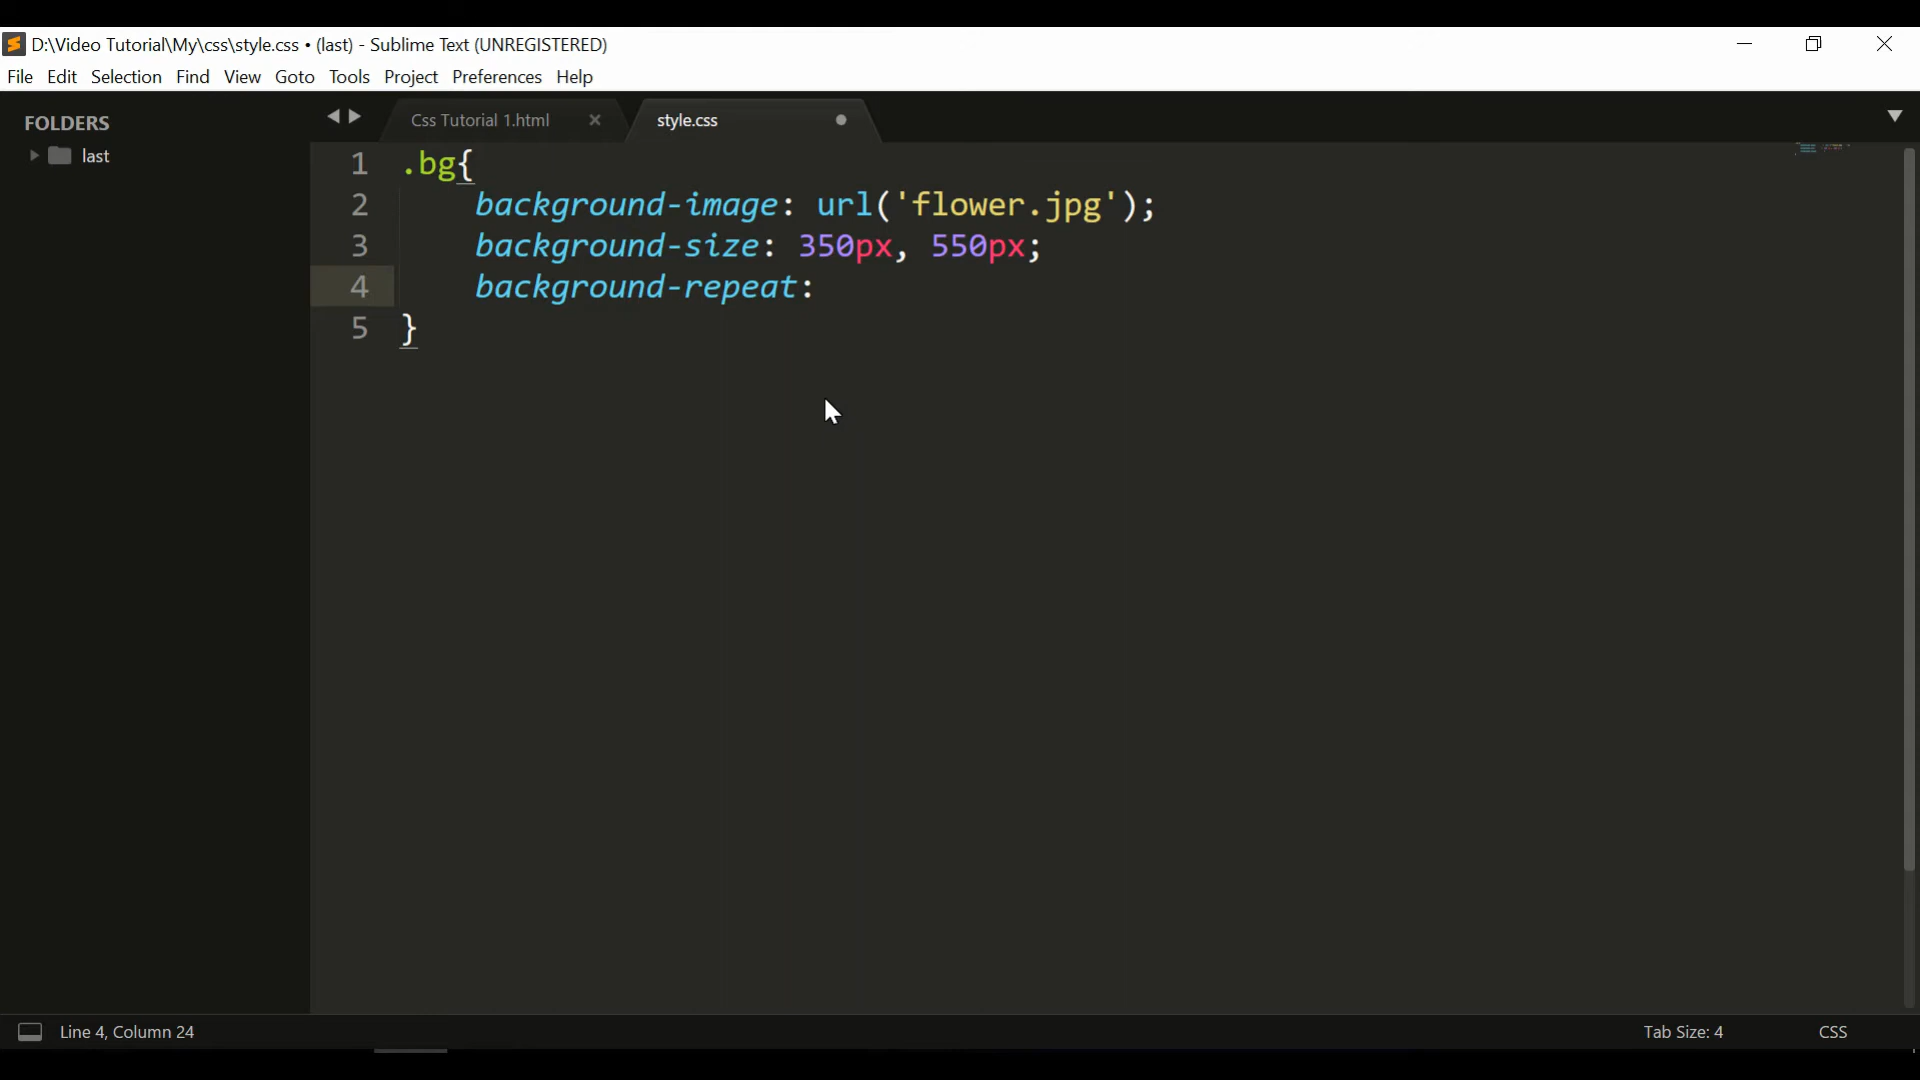 D:\Video Tutorial\My\css\style.css • (last) - Sublime Text (UNREGISTERED)
File Edit Selection Find View Goto Tools Project Preferences Help
FOLDERS
last
Css Tutorial 1.html
style.css
1 .bg{
2 background-image: url('flower.jpg');
3 background-size: 350px, 550px;
4 background-repeat:
5 }
Line 4, Column 24
Tab Size: 4
CSS